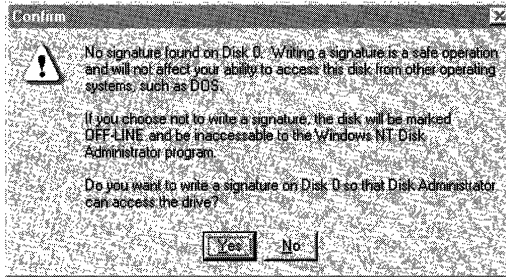 Confirm
No signature found on Disk 0. Writing a signature is a safe operation
and will not affect your ability to access this disk from other operating
systems, such as DOS.
If you choose not to write a signature, the disk will be marked
OFF-LINE and be inaccessable to the Windows NT Disk
Administrator program.
Do you want to write a signature on Disk 0 so that Disk Administrator
can access the drive?
Yes No